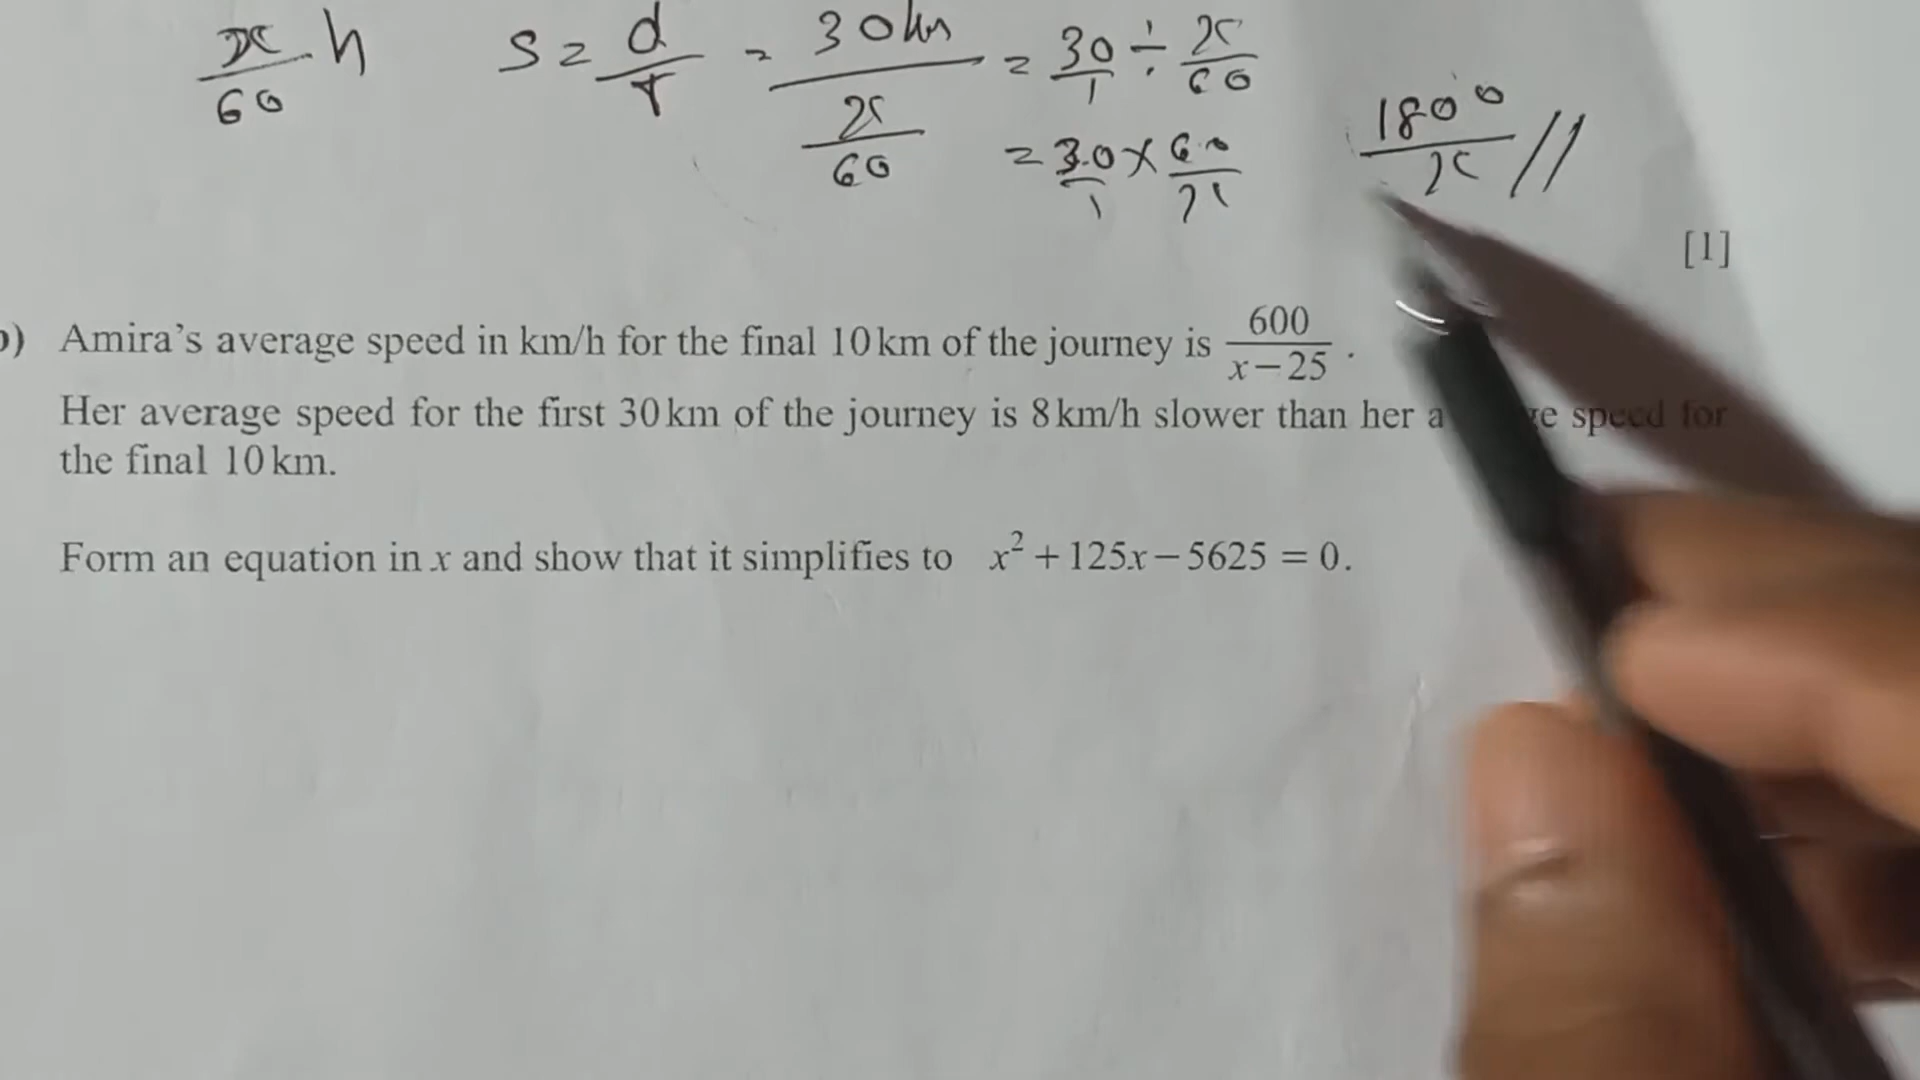 x/60 h   S = d/T = 30km / (x/60) = 30/1 ÷ x/60
= 30/1 × 60/x   1800/x //
[1]
) Amira's average speed in km/h for the final 10 km of the journey is 600/(x−25).
Her average speed for the first 30 km of the journey is 8 km/h slower than her speed for
the final 10 km.
Form an equation in x and show that it simplifies to x² + 125x − 5625 = 0.